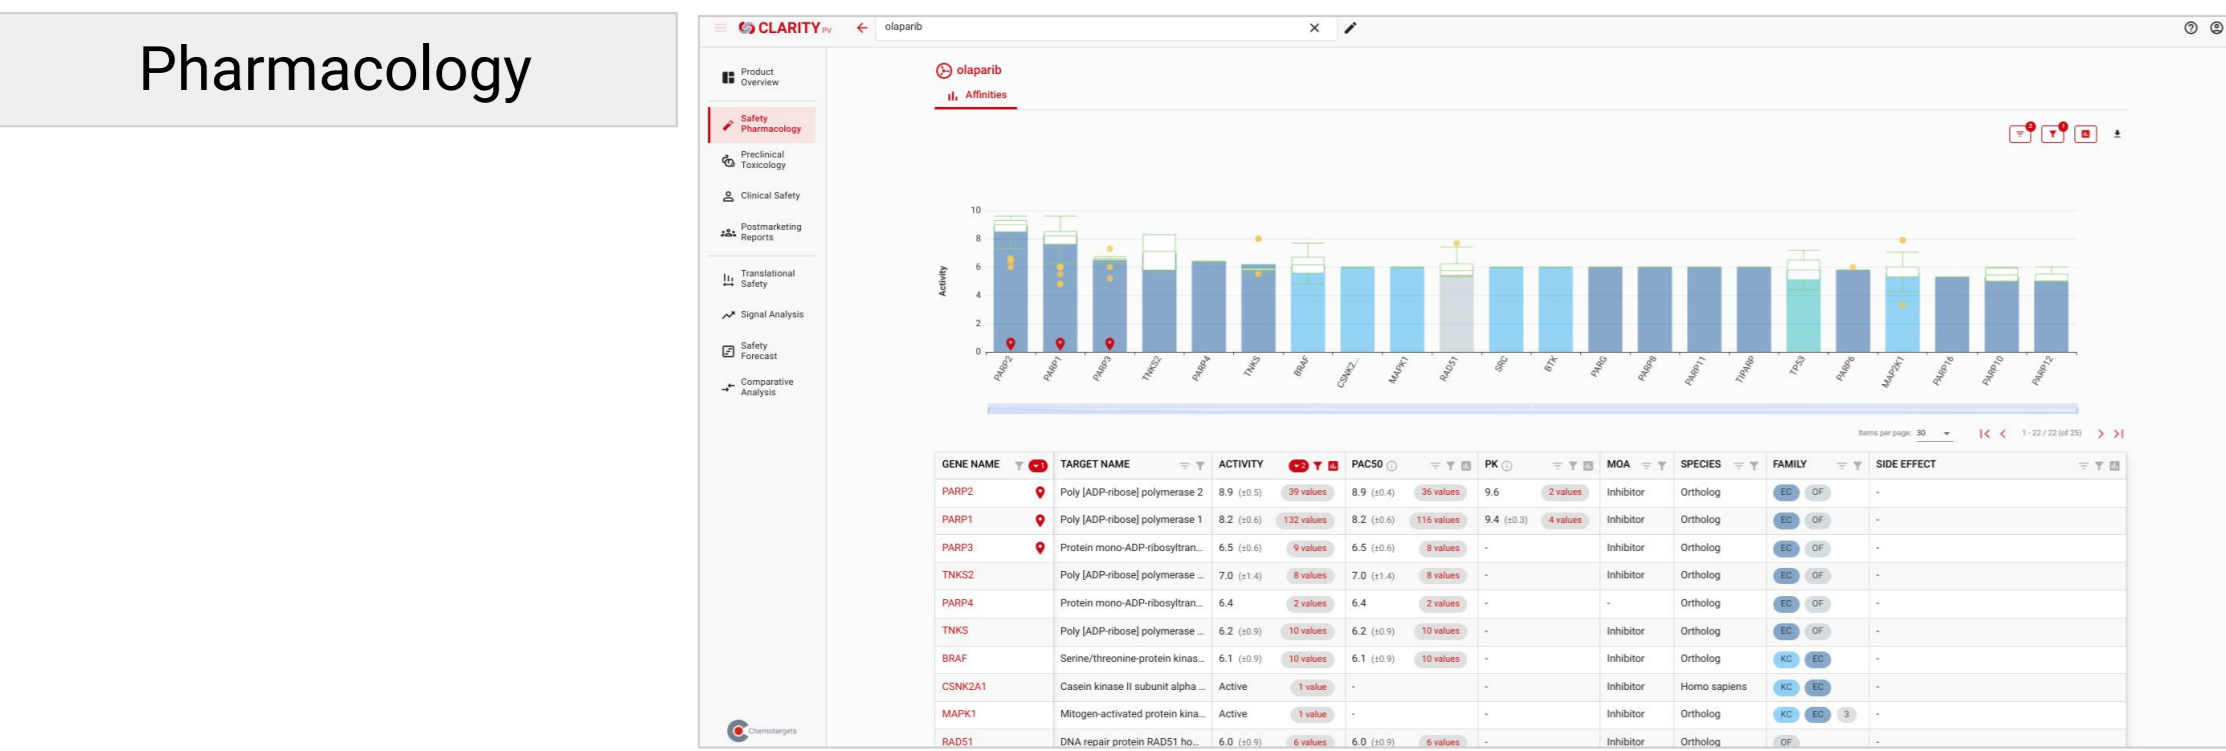 Pharmacology
CLARITY PV
olaparib
Product
Overview
Safety
Pharmacology
Preclinical
Toxicology
Clinical Safety
Postmarketing
Reports
Translational
Safety
Signal Analysis
Safety
Forecast
Comparative
Analysis
Chemotargets
olaparib
Affinities
2 1
Activity
10
8
6
4
2
0
PARP2 PARP1 PARP3 TNKS2 PARP4 TNKS BRAF CSNK2... MAPK1 RAD51 SRC BTK PARG PARP8 PARP11 TIPARP TP53 PARP6 MAP2K1 PARP16 PARP10 PARP12
Items per page: 30 1 - 22 / 22 (of 25)
GENE NAME 1 TARGET NAME ACTIVITY 2 PAC50 PK MOA SPECIES FAMILY SIDE EFFECT
PARP2 Poly [ADP-ribose] polymerase 2 8.9 (±0.5) 39 values 8.9 (±0.4) 36 values 9.6 2 values Inhibitor Ortholog EC OF -
PARP1 Poly [ADP-ribose] polymerase 1 8.2 (±0.6) 132 values 8.2 (±0.6) 116 values 9.4 (±0.3) 4 values Inhibitor Ortholog EC OF -
PARP3 Protein mono-ADP-ribosyltran... 6.5 (±0.6) 9 values 6.5 (±0.6) 8 values - Inhibitor Ortholog EC OF -
TNKS2 Poly [ADP-ribose] polymerase ... 7.0 (±1.4) 8 values 7.0 (±1.4) 8 values - Inhibitor Ortholog EC OF -
PARP4 Protein mono-ADP-ribosyltran... 6.4 2 values 6.4 2 values - - Ortholog EC OF -
TNKS Poly [ADP-ribose] polymerase ... 6.2 (±0.9) 10 values 6.2 (±0.9) 10 values - Inhibitor Ortholog EC OF -
BRAF Serine/threonine-protein kinas... 6.1 (±0.9) 10 values 6.1 (±0.9) 10 values - Inhibitor Ortholog KC EC -
CSNK2A1 Casein kinase II subunit alpha ... Active 1 value - - Inhibitor Homo sapiens KC EC -
MAPK1 Mitogen-activated protein kina... Active 1 value - - Inhibitor Ortholog KC EC 3 -
RAD51 DNA repair protein RAD51 ho... 6.0 (±0.9) 6 values 6.0 (±0.9) 6 values - Inhibitor Ortholog OF -